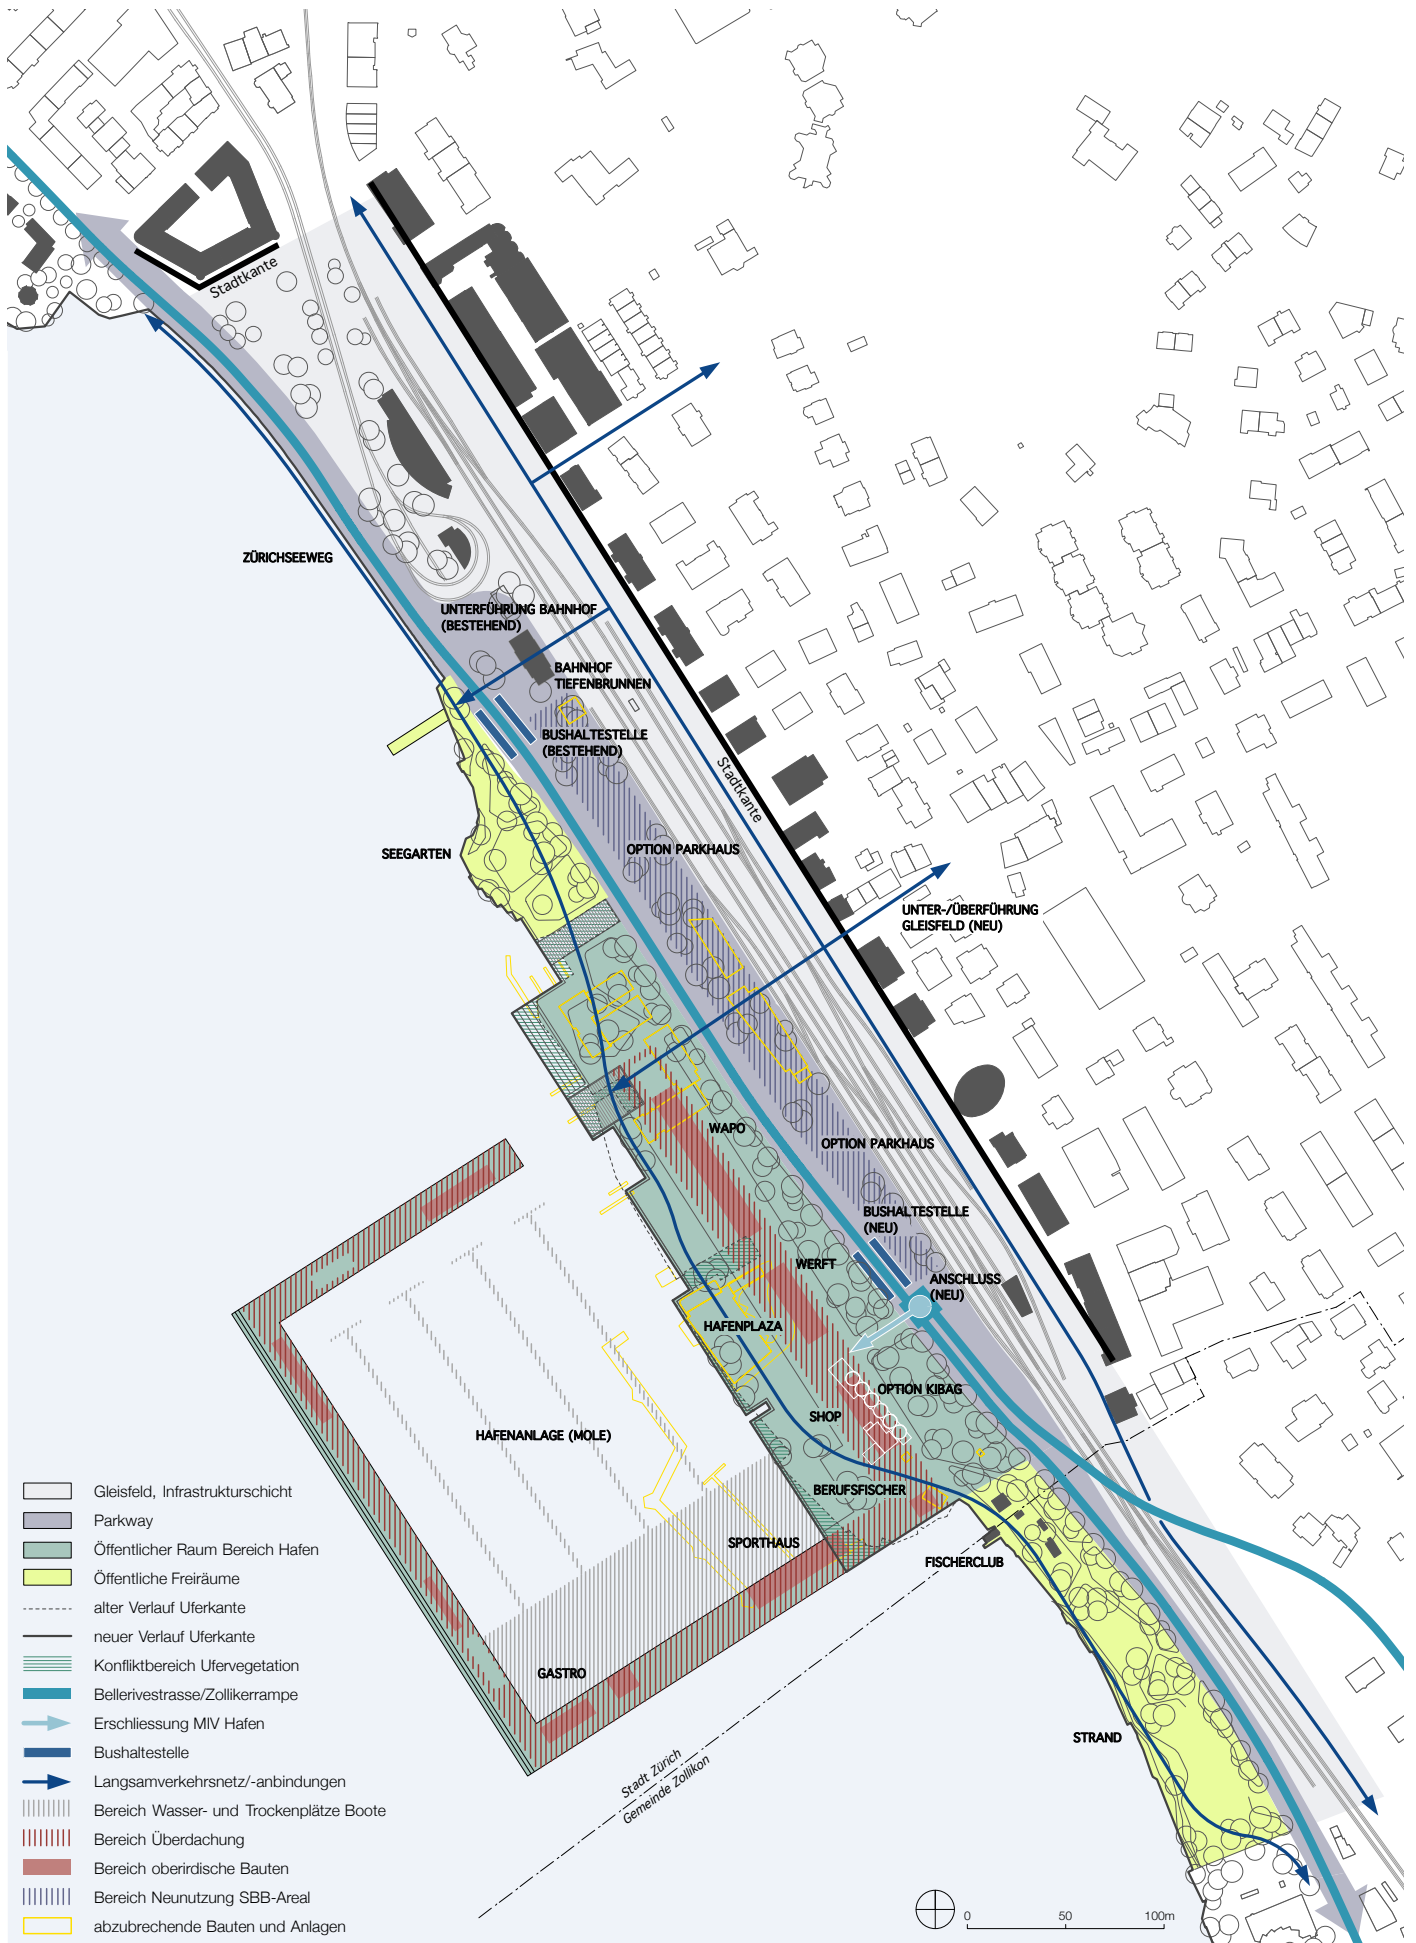 Stadtkante
ZÜRICHSEEWEG
UNTERFÜHRUNG BAHNHOF
(BESTEHEND)
BAHNHOF
TIEFENBRUNNEN
BUSHALTESTELLE
(BESTEHEND)
Stadtkante
SEEGARTEN
OPTION PARKHAUS
UNTER-/ÜBERFÜHRUNG
GLEISFELD (NEU)
WAPO
OPTION PARKHAUS
BUSHALTESTELLE
(NEU)
WERFT
ANSCHLUSS
(NEU)
HAFENPLAZA
OPTION KIBAG
SHOP
HAFENANLAGE (MOLE)
BERUFSFISCHER
SPORTHAUS
FISCHERCLUB
GASTRO
STRAND
Stadt Zürich
Gemeinde Zollikon
Gleisfeld, Infrastrukturschicht
Parkway
Öffentlicher Raum Bereich Hafen
Öffentliche Freiräume
alter Verlauf Uferkante
neuer Verlauf Uferkante
Konfliktbereich Ufervegetation
Bellerivestrasse/Zollikerrampe
Erschliessung MIV Hafen
Bushaltestelle
Langsamverkehrsnetz/-anbindungen
Bereich Wasser- und Trockenplätze Boote
Bereich Überdachung
Bereich oberirdische Bauten
Bereich Neunutzung SBB-Areal
abzubrechende Bauten und Anlagen
0 50 100m